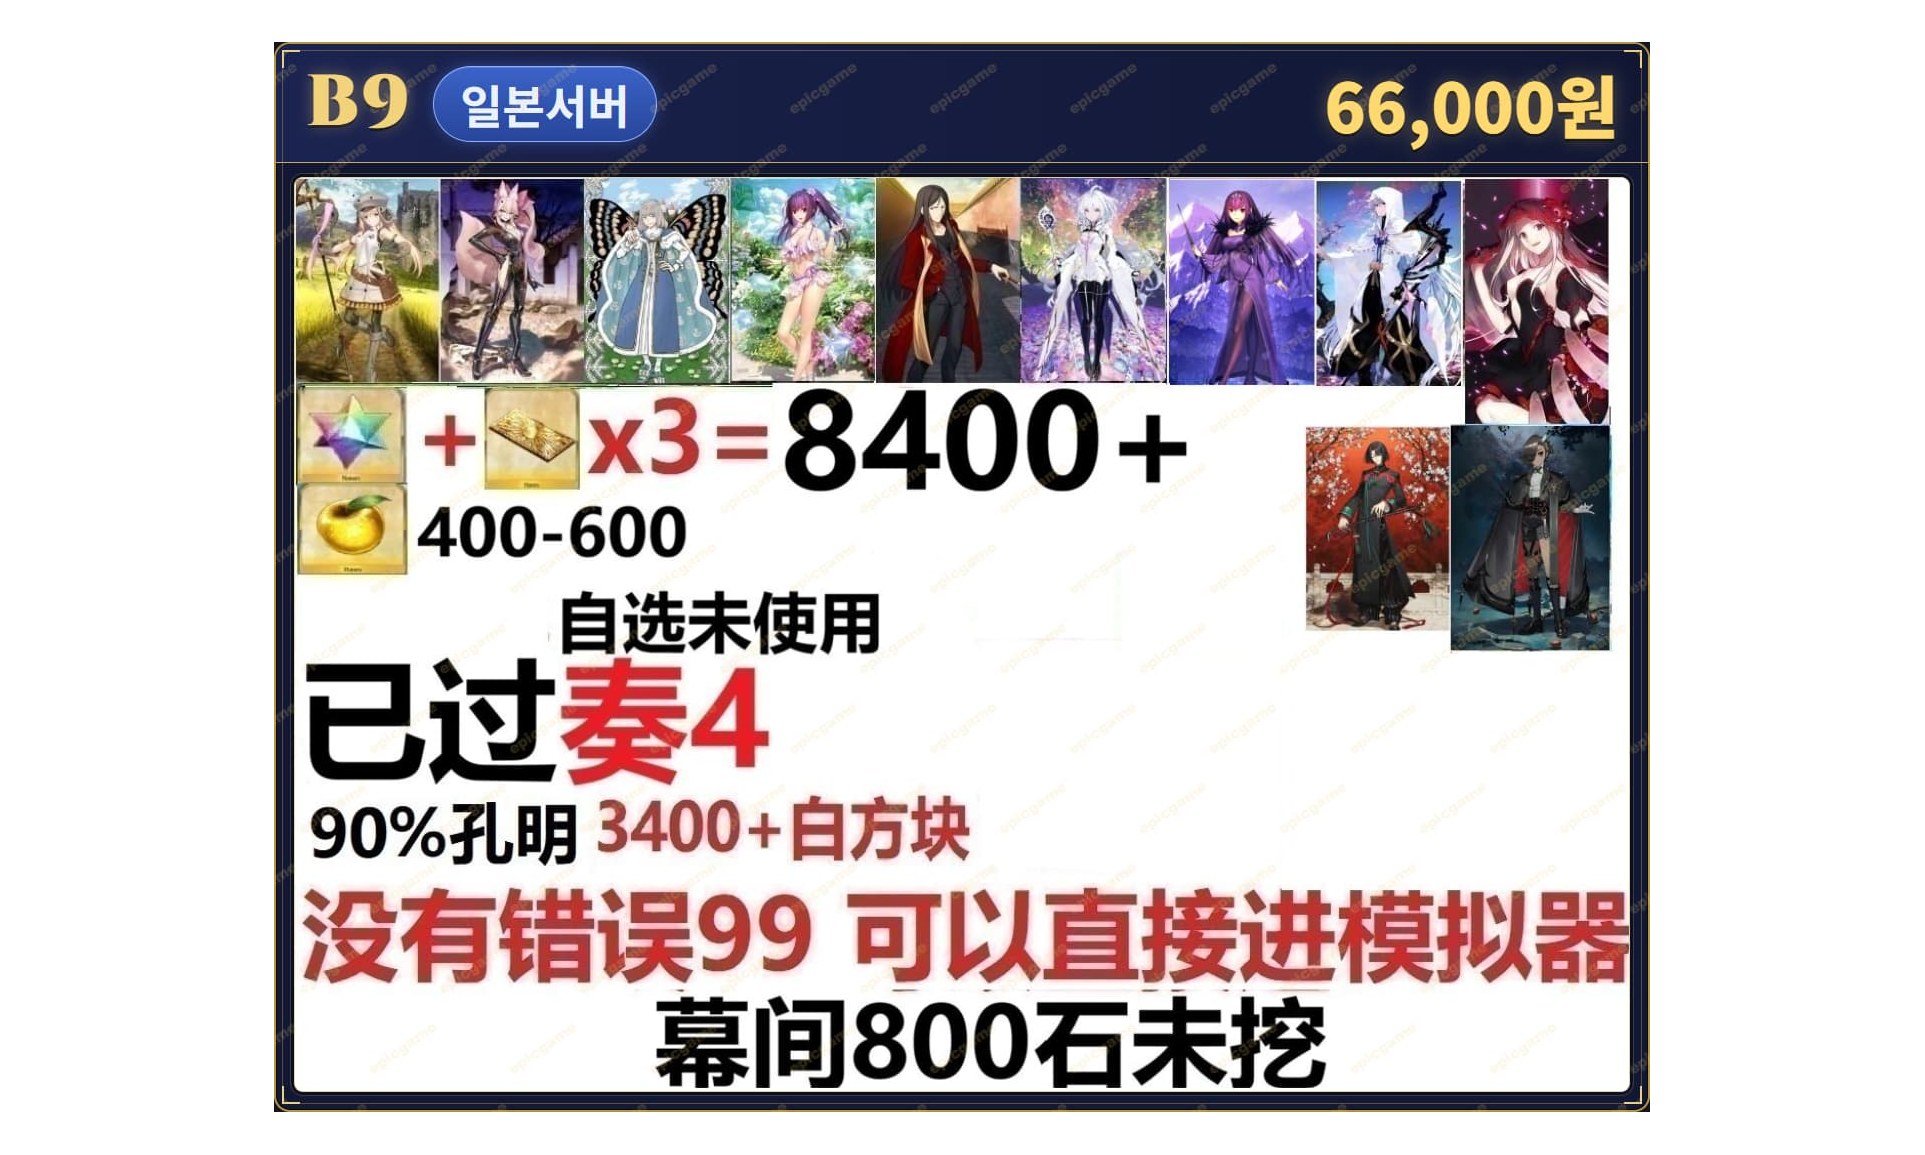 B9 일본서버 66,000원
+ x3=8400+
400-600
自选未使用
已过奏4
90%孔明 3400+白方块
没有错误99 可以直接进模拟器
幕间800石未挖
epicgame